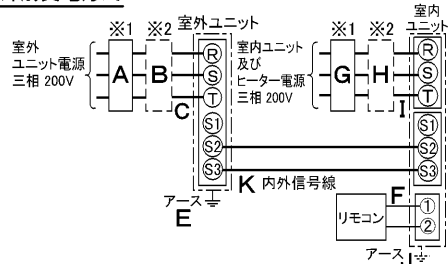 ※1 ※2 室外ユニット
室外
ユニット電源
三相 200V
A B C
R
S
T
S1
S2
S3
アース
E
※1 ※2 室内
ユニット
室内ユニット
及び
ヒーター電源
三相 200V
G H I
R
S
T
S1
S2
S3
K 内外信号線
F
リモコン
①
②
アース